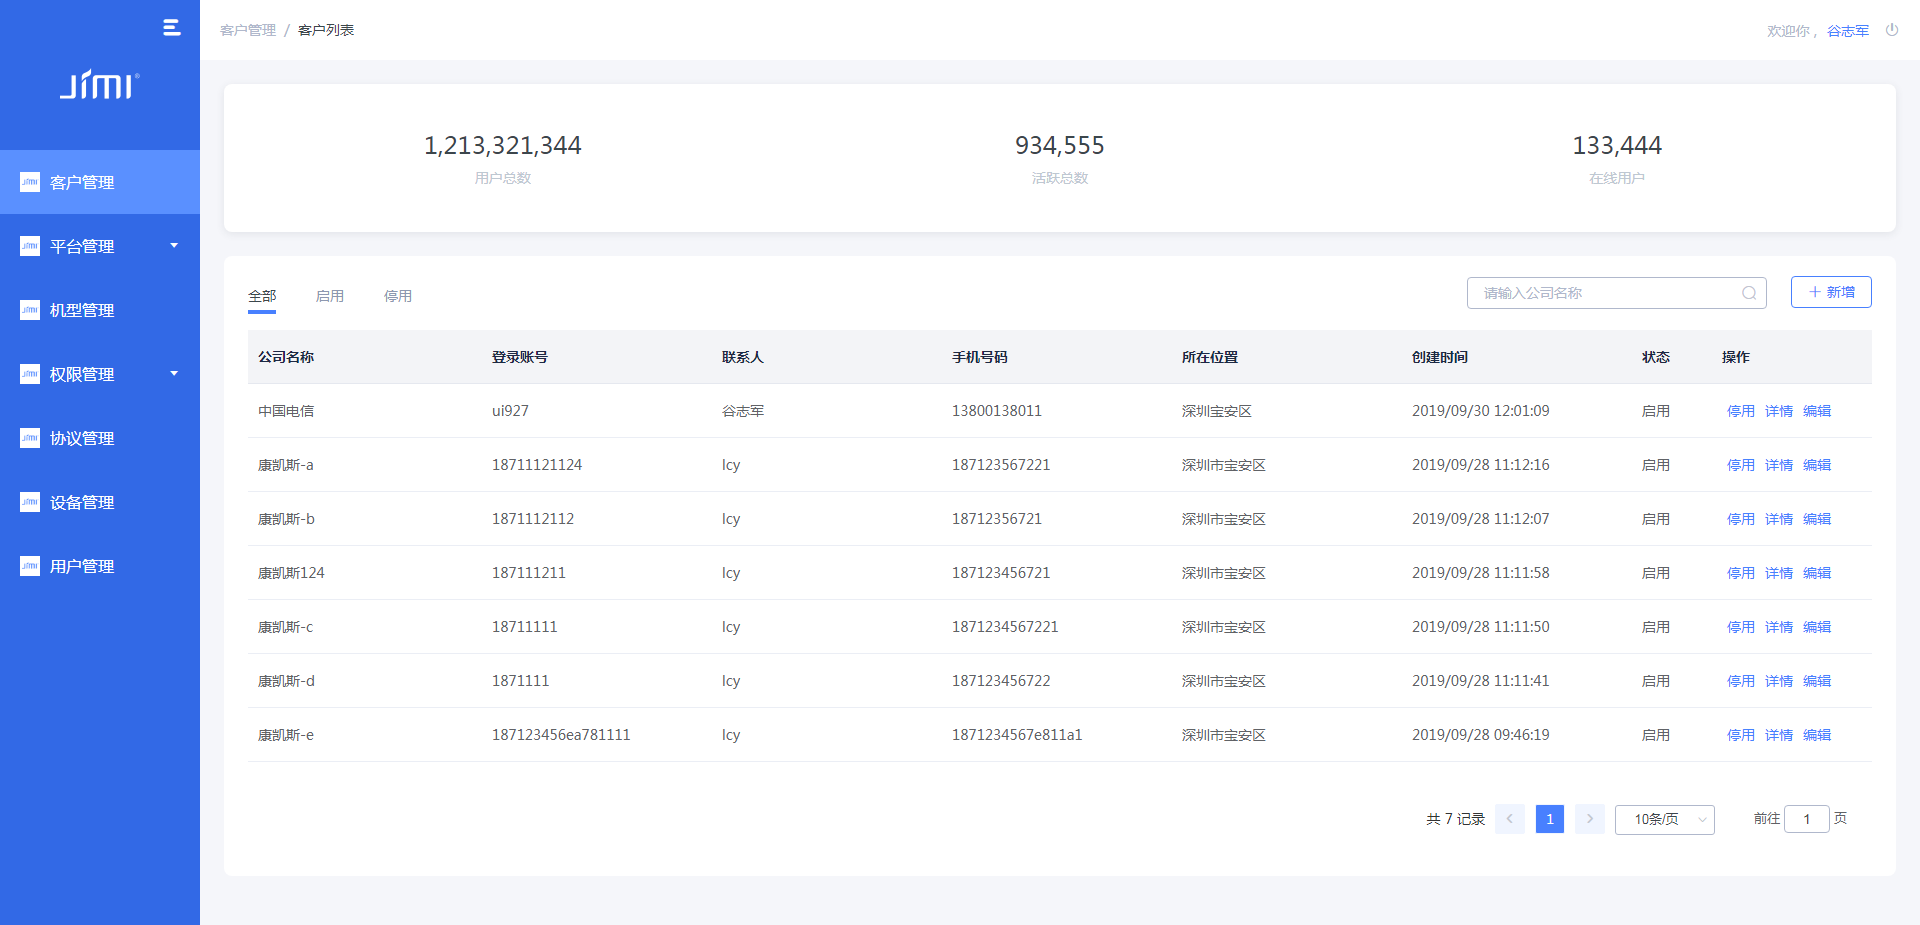 客户管理 / 客户列表
欢迎你， 谷志军
JIMI®
客户管理
平台管理
机型管理
权限管理
协议管理
设备管理
用户管理
1,213,321,344 934,555 133,444
用户总数 活跃总数 在线用户
全部 启用 停用 请输入公司名称 + 新增
公司名称 登录账号 联系人 手机号码 所在位置 创建时间 状态 操作
中国电信 ui927 谷志军 13800138011 深圳宝安区 2019/09/30 12:01:09 启用 停用 详情 编辑
康凯斯-a 18711121124 lcy 187123567221 深圳市宝安区 2019/09/28 11:12:16 启用 停用 详情 编辑
康凯斯-b 1871112112 lcy 18712356721 深圳市宝安区 2019/09/28 11:12:07 启用 停用 详情 编辑
康凯斯124 187111211 lcy 187123456721 深圳市宝安区 2019/09/28 11:11:58 启用 停用 详情 编辑
康凯斯-c 18711111 lcy 1871234567221 深圳市宝安区 2019/09/28 11:11:50 启用 停用 详情 编辑
康凯斯-d 1871111 lcy 187123456722 深圳市宝安区 2019/09/28 11:11:41 启用 停用 详情 编辑
康凯斯-e 187123456ea781111 lcy 1871234567e811a1 深圳市宝安区 2019/09/28 09:46:19 启用 停用 详情 编辑
共 7 记录 < 1 > 10条/页 前往 1 页